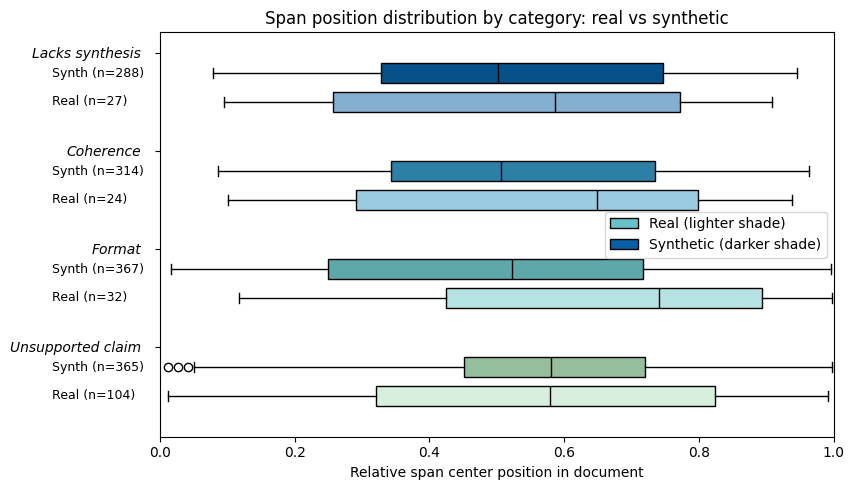 Span position distribution by category: real vs synthetic
Lacks synthesis
Synth (n=288)
Real (n=27)
Coherence
Synth (n=314)
Real (n=24)
Real (lighter shade)
Synthetic (darker shade)
Format
Synth (n=367)
Real (n=32)
Unsupported claim
Synth (n=365)
Real (n=104)
0.0 0.2 0.4 0.6 0.8 1.0
Relative span center position in document